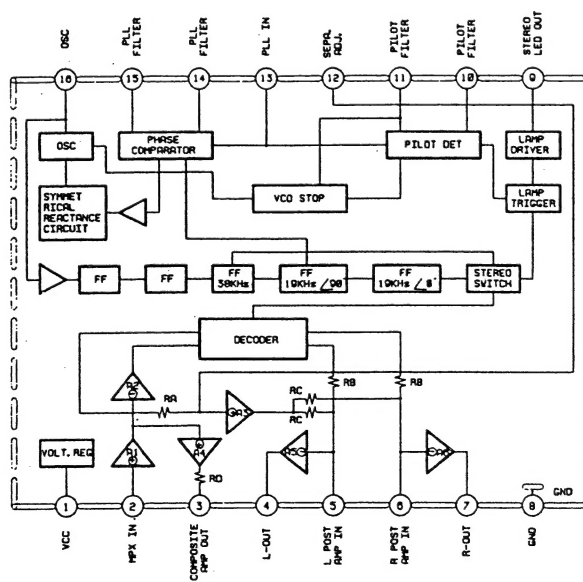 OSC
PLL
FILTER
PLL
FILTER
PLL IN
SEPA.
ADJ.
PILOT
FILTER
PILOT
FILTER
STEREO
LED OUT
16 15 14 13 12 11 10 9
OSC
PHASE
COMPARATOR
PILOT DET
LAMP
DRIVER
SYMMET
RICAL
REACTANCE
CIRCUIT
VCO STOP
LAMP
TRIGGER
FF
FF
FF
38KHs
FF
19KHs ∠90
FF
19KHs ∠0°
STEREO
SWITCH
DECODER
A2
RA
RB
RB
RC
RC
A3
VOLT. REG
A1
A4
RD
A5
A6
1 2 3 4 5 6 7 8
GND
VCC
MPX IN
COMPOSITE
AMP OUT
L-OUT
L POST
AMP IN
R POST
AMP IN
R-OUT
GND